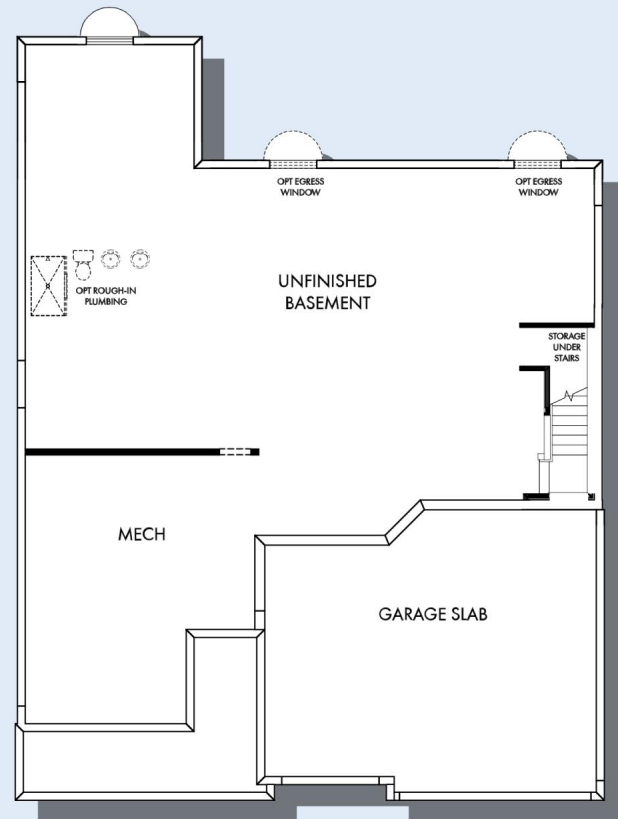 OPT EGRESS
WINDOW
OPT EGRESS
WINDOW
OPT ROUGH-IN
PLUMBING
UNFINISHED
BASEMENT
STORAGE
UNDER
STAIRS
MECH
GARAGE SLAB